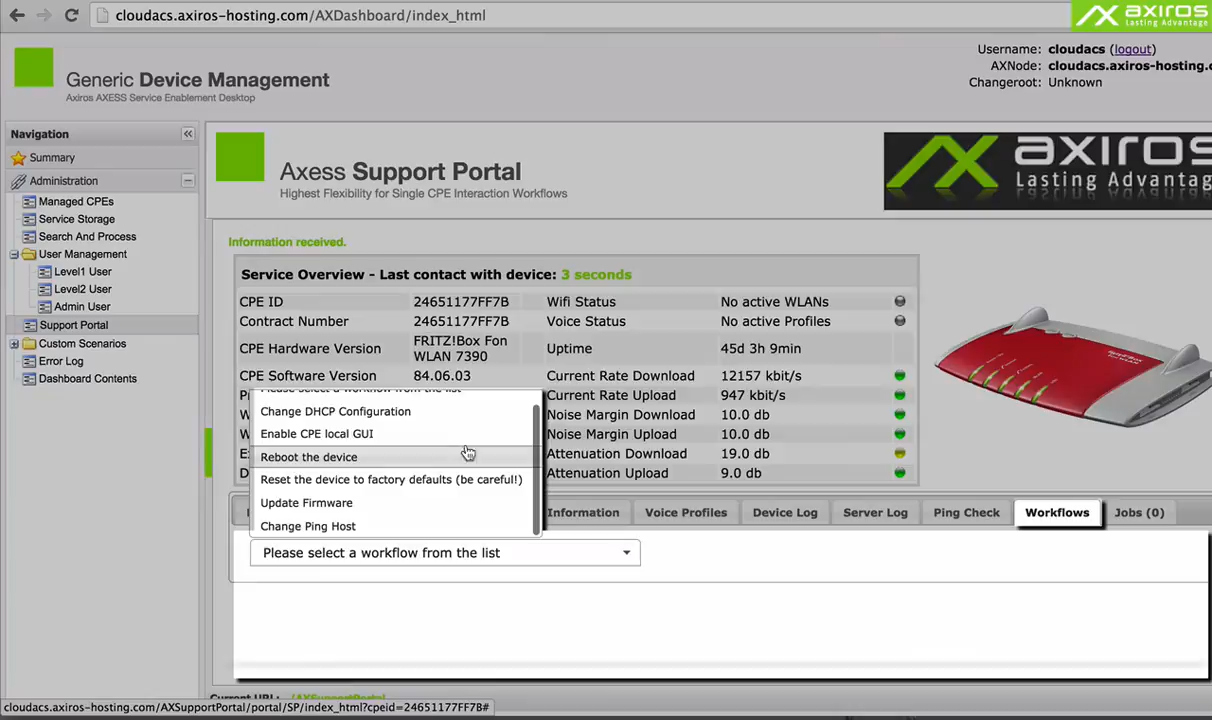 cloudacs.axiros-hosting.com/AXDashboard/index_html
axiros
Lasting Advantage
Generic Device Management
Axiros AXESS Service Enablement Desktop
Username: cloudacs (logout)
AXNode: cloudacs.axiros-hosting.c
Changeroot: Unknown
Navigation
Summary
Administration
Managed CPEs
Service Storage
Search And Process
User Management
Level1 User
Level2 User
Admin User
Support Portal
Custom Scenarios
Error Log
Dashboard Contents
Axess Support Portal
Highest Flexibility for Single CPE Interaction Workflows
axiros
Lasting Advantag
Information received.
Service Overview - Last contact with device: 3 seconds
CPE ID 24651177FF7B Wifi Status No active WLANs
Contract Number 24651177FF7B Voice Status No active Profiles
CPE Hardware Version FRITZ!Box Fon WLAN 7390 Uptime 45d 3h 9min
CPE Software Version 84.06.03 Current Rate Download 12157 kbit/s
Current Rate Upload 947 kbit/s
Noise Margin Download 10.0 db
Noise Margin Upload 10.0 db
Attenuation Download 19.0 db
Attenuation Upload 9.0 db
Please select a workflow from the list
Change DHCP Configuration
Enable CPE local GUI
Reboot the device
Reset the device to factory defaults (be careful!)
Update Firmware
Change Ping Host
Information Voice Profiles Device Log Server Log Ping Check Workflows Jobs (0)
Please select a workflow from the list
Current URL: /AXSupportPortal
cloudacs.axiros-hosting.com/AXSupportPortal/portal/SP/index_html?cpeid=24651177FF7B#